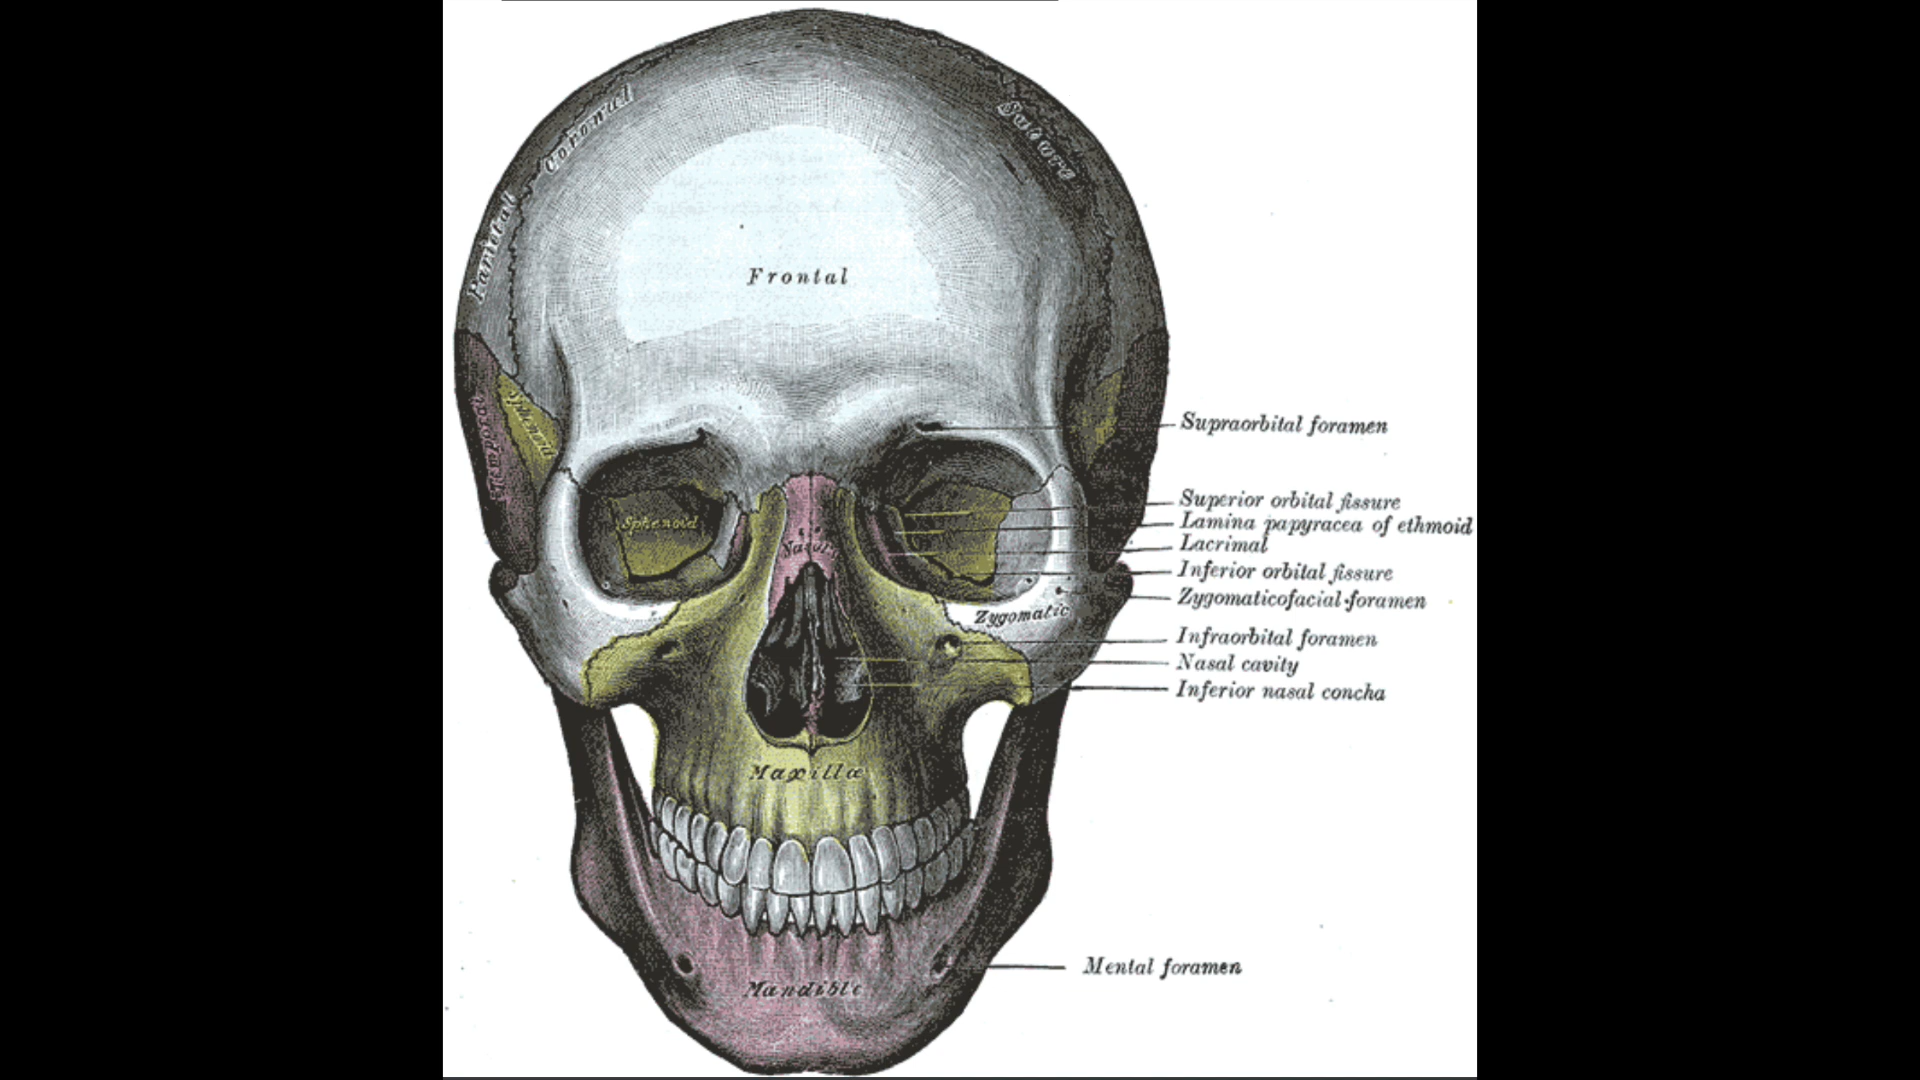 Coronal
Suture
Parietal
Frontal
Temporal
Sphenoid
Supraorbital foramen
Sphenoid
Nasal
Superior orbital fissure
Lamina papyracea of ethmoid
Lacrimal
Inferior orbital fissure
Zygomaticofacial foramen
Zygomatic
Infraorbital foramen
Nasal cavity
Inferior nasal concha
Maxillæ
Mental foramen
Mandible